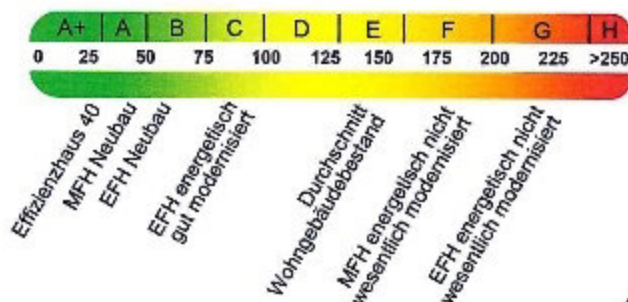 A+ A B C D E F G H
0 25 50 75 100 125 150 175 200 225 >250
Effizienzhaus 40
MFH Neubau
EFH Neubau
EFH energetisch
gut modernisiert
Durchschnitt
Wohngebäudebestand
MFH energetisch nicht
wesentlich modernisiert
EFH energetisch nicht
wesentlich modernisiert